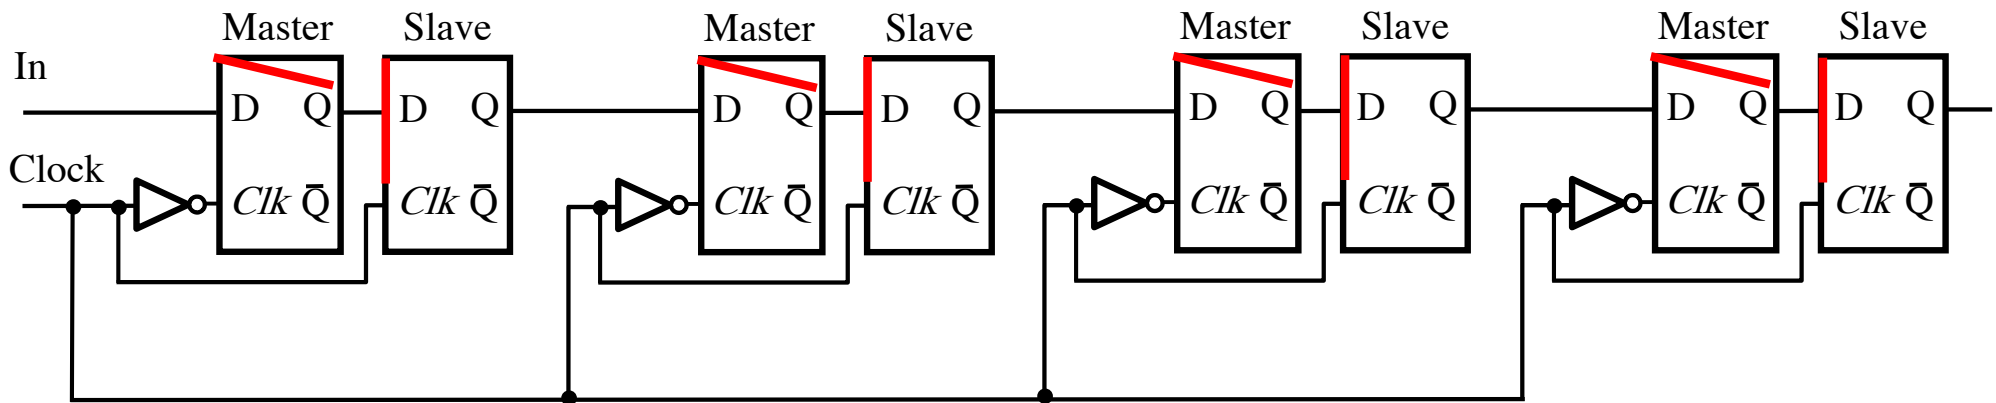 Master Slave Master Slave Master Slave Master Slave
In
D Q D Q D Q D Q D Q D Q D Q D Q
Clock
Clk Q̄ Clk Q̄ Clk Q̄ Clk Q̄ Clk Q̄ Clk Q̄ Clk Q̄ Clk Q̄